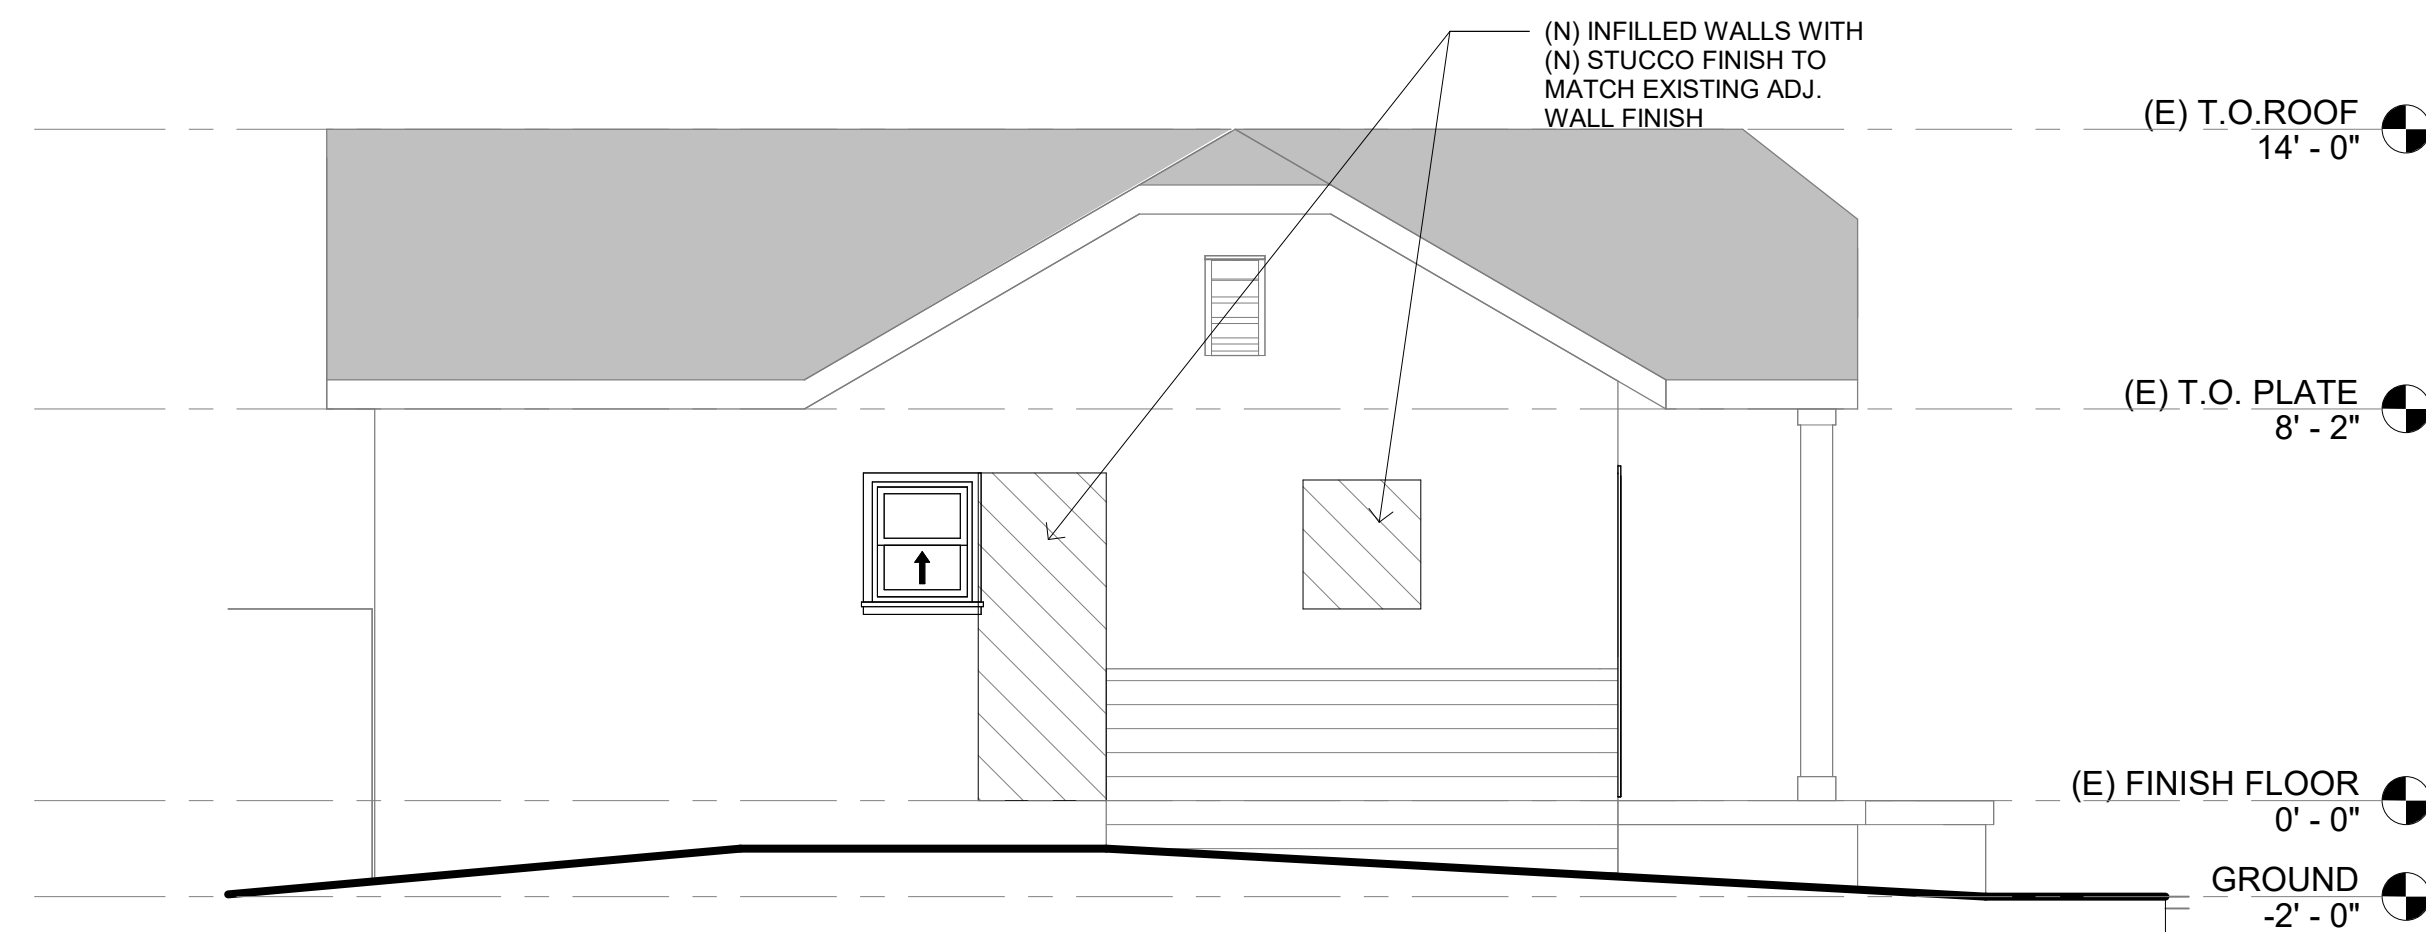 (N) INFILLED WALLS WITH
(N) STUCCO FINISH TO
MATCH EXISTING ADJ.
WALL FINISH
(E) T.O.ROOF
14' - 0"
(E) T.O. PLATE
8' - 2"
(E) FINISH FLOOR
0' - 0"
GROUND
-2' - 0"